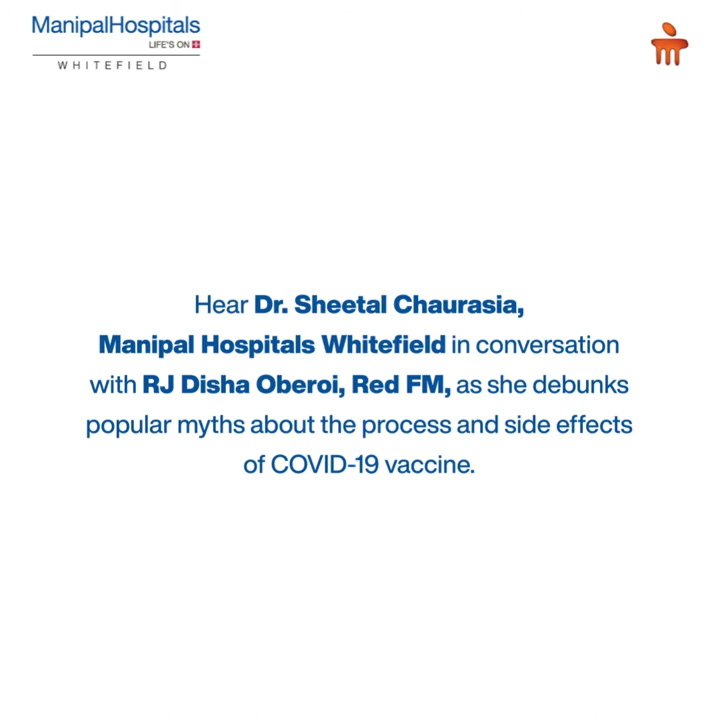 ManipalHospitals
LIFE'S ON
WHITEFIELD
Hear Dr. Sheetal Chaurasia,
Manipal Hospitals Whitefield in conversation
with RJ Disha Oberoi, Red FM, as she debunks
popular myths about the process and side effects
of COVID-19 vaccine.